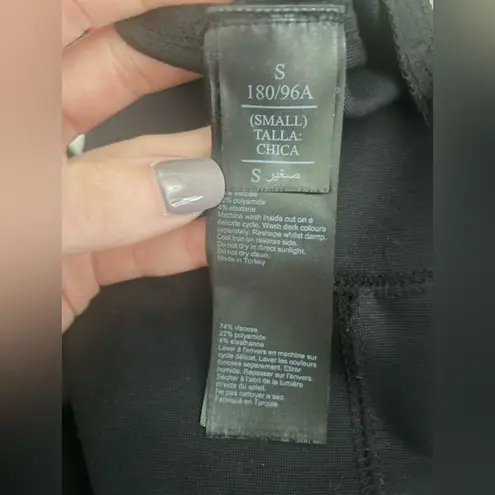 S
180/96A
(SMALL)
TALLA:
CHICA
S صغير
viscose
polyamide
elastane
Machine wash inside out on a
delicate cycle. Wash dark colours
separately. Reshape whilst damp.
Cool iron on reverse side.
Do not dry in direct sunlight.
Do not dry clean.
Made in Turkey
74% viscose
22% polyamide
4% élasthanne
Laver à l'envers en machine sur
cycle délicat. Laver les couleurs
foncées séparément. Etirer
humide. Repasser sur l'envers.
Sécher à l'abri de la lumière
directe du soleil.
Ne pas nettoyer à sec.
Fabriqué en Turquie